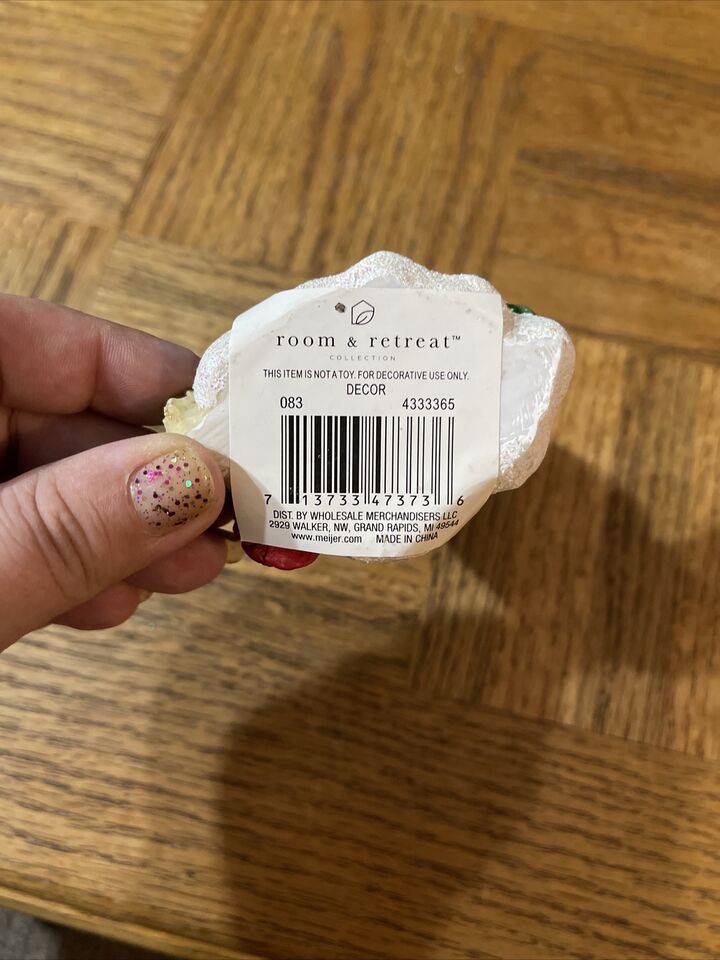 room & retreat™
COLLECTION
THIS ITEM IS NOT A TOY. FOR DECORATIVE USE ONLY.
DECOR
083 4333365
7 13733 47373 6
DIST. BY WHOLESALE MERCHANDISERS LLC
2929 WALKER, NW, GRAND RAPIDS, MI 49544
www.meijer.com MADE IN CHINA